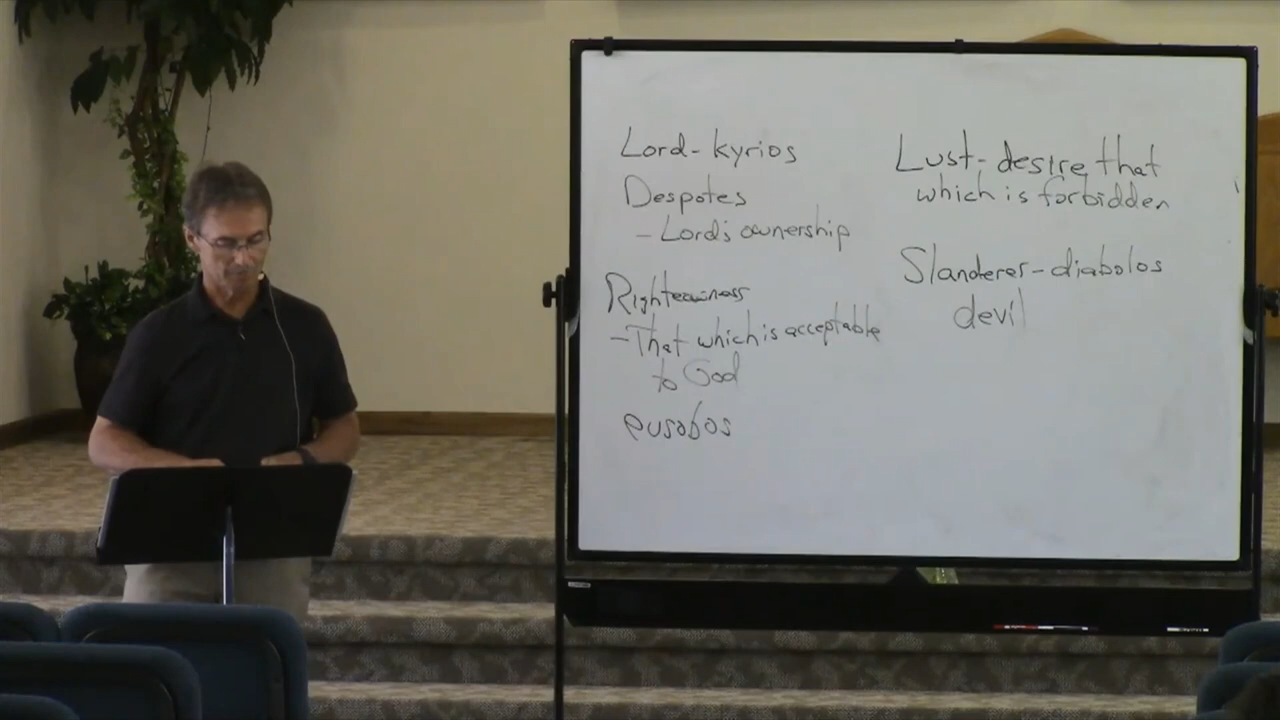 Lord - kyrios
Despotes
- Lord's ownership
Righteousness
- That which is acceptable
to God
eusobos
Lust - desire that
which is forbidden
Slanderer - diabolos
devil